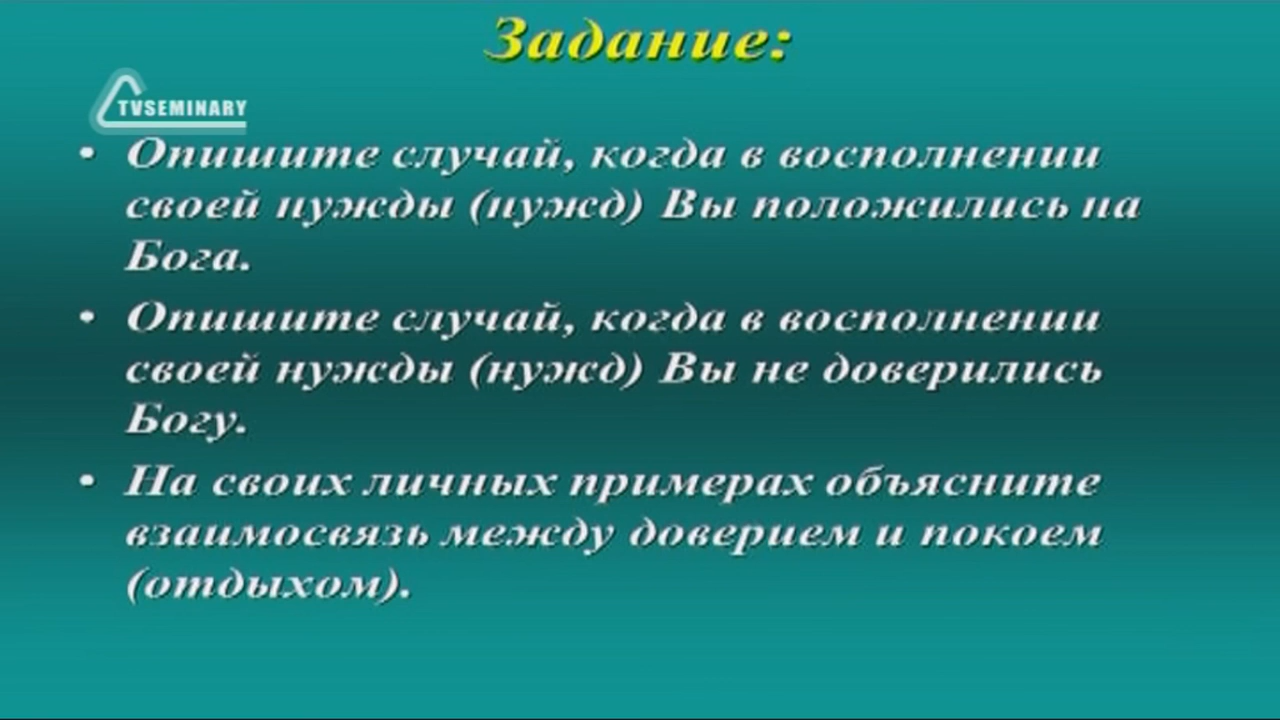 Задание:
TVSEMINARY
• Опишите случай, когда в восполнении
своей нужды (нужд) Вы положились на
Бога.
• Опишите случай, когда в восполнении
своей нужды (нужд) Вы не доверились
Богу.
• На своих личных примерах объясните
взаимосвязь между доверием и покоем
(отдыхом).